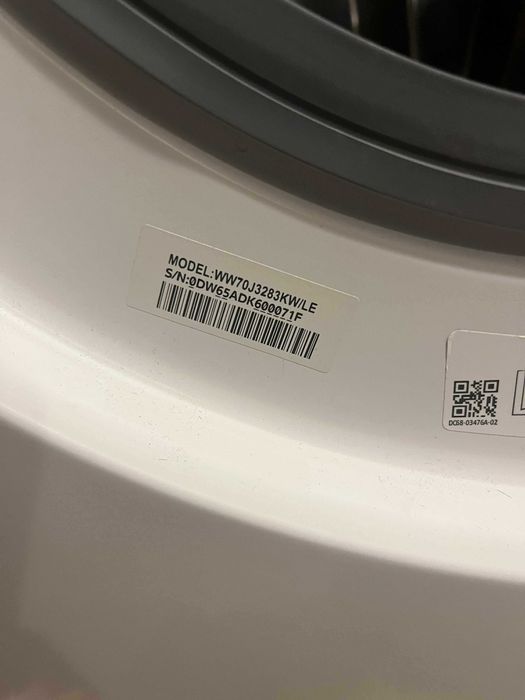 MODEL:WW70J3283KW/LE
S/N:0DW65ADK600071F
DC68-03476A-02